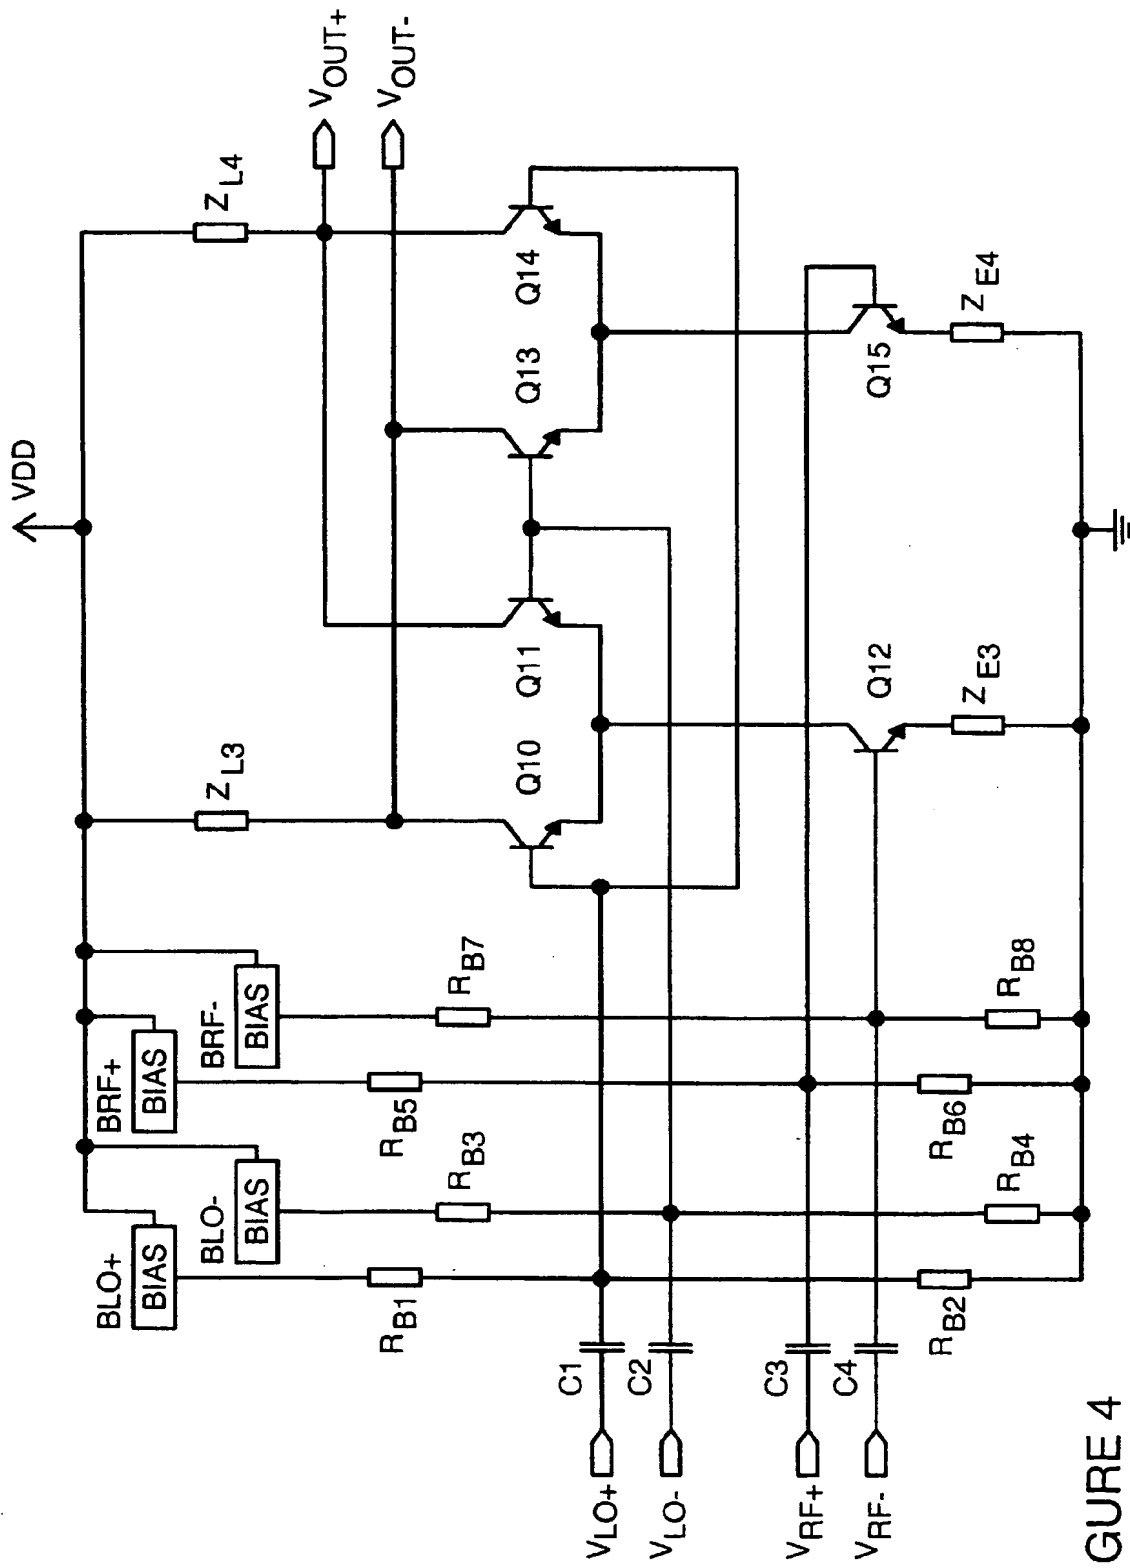 VDD
VOUT+
VOUT-
ZL3
ZL4
BLO+
BIAS
BLO-
BIAS
BRF+
BIAS
BRF-
BIAS
RB1
RB3
RB5
RB7
Q10
Q11
Q13
Q14
VLO+
C1
VLO-
C2
VRF+
C3
VRF-
C4
Q12
Q15
RB2
RB4
RB6
RB8
ZE3
ZE4
GURE 4